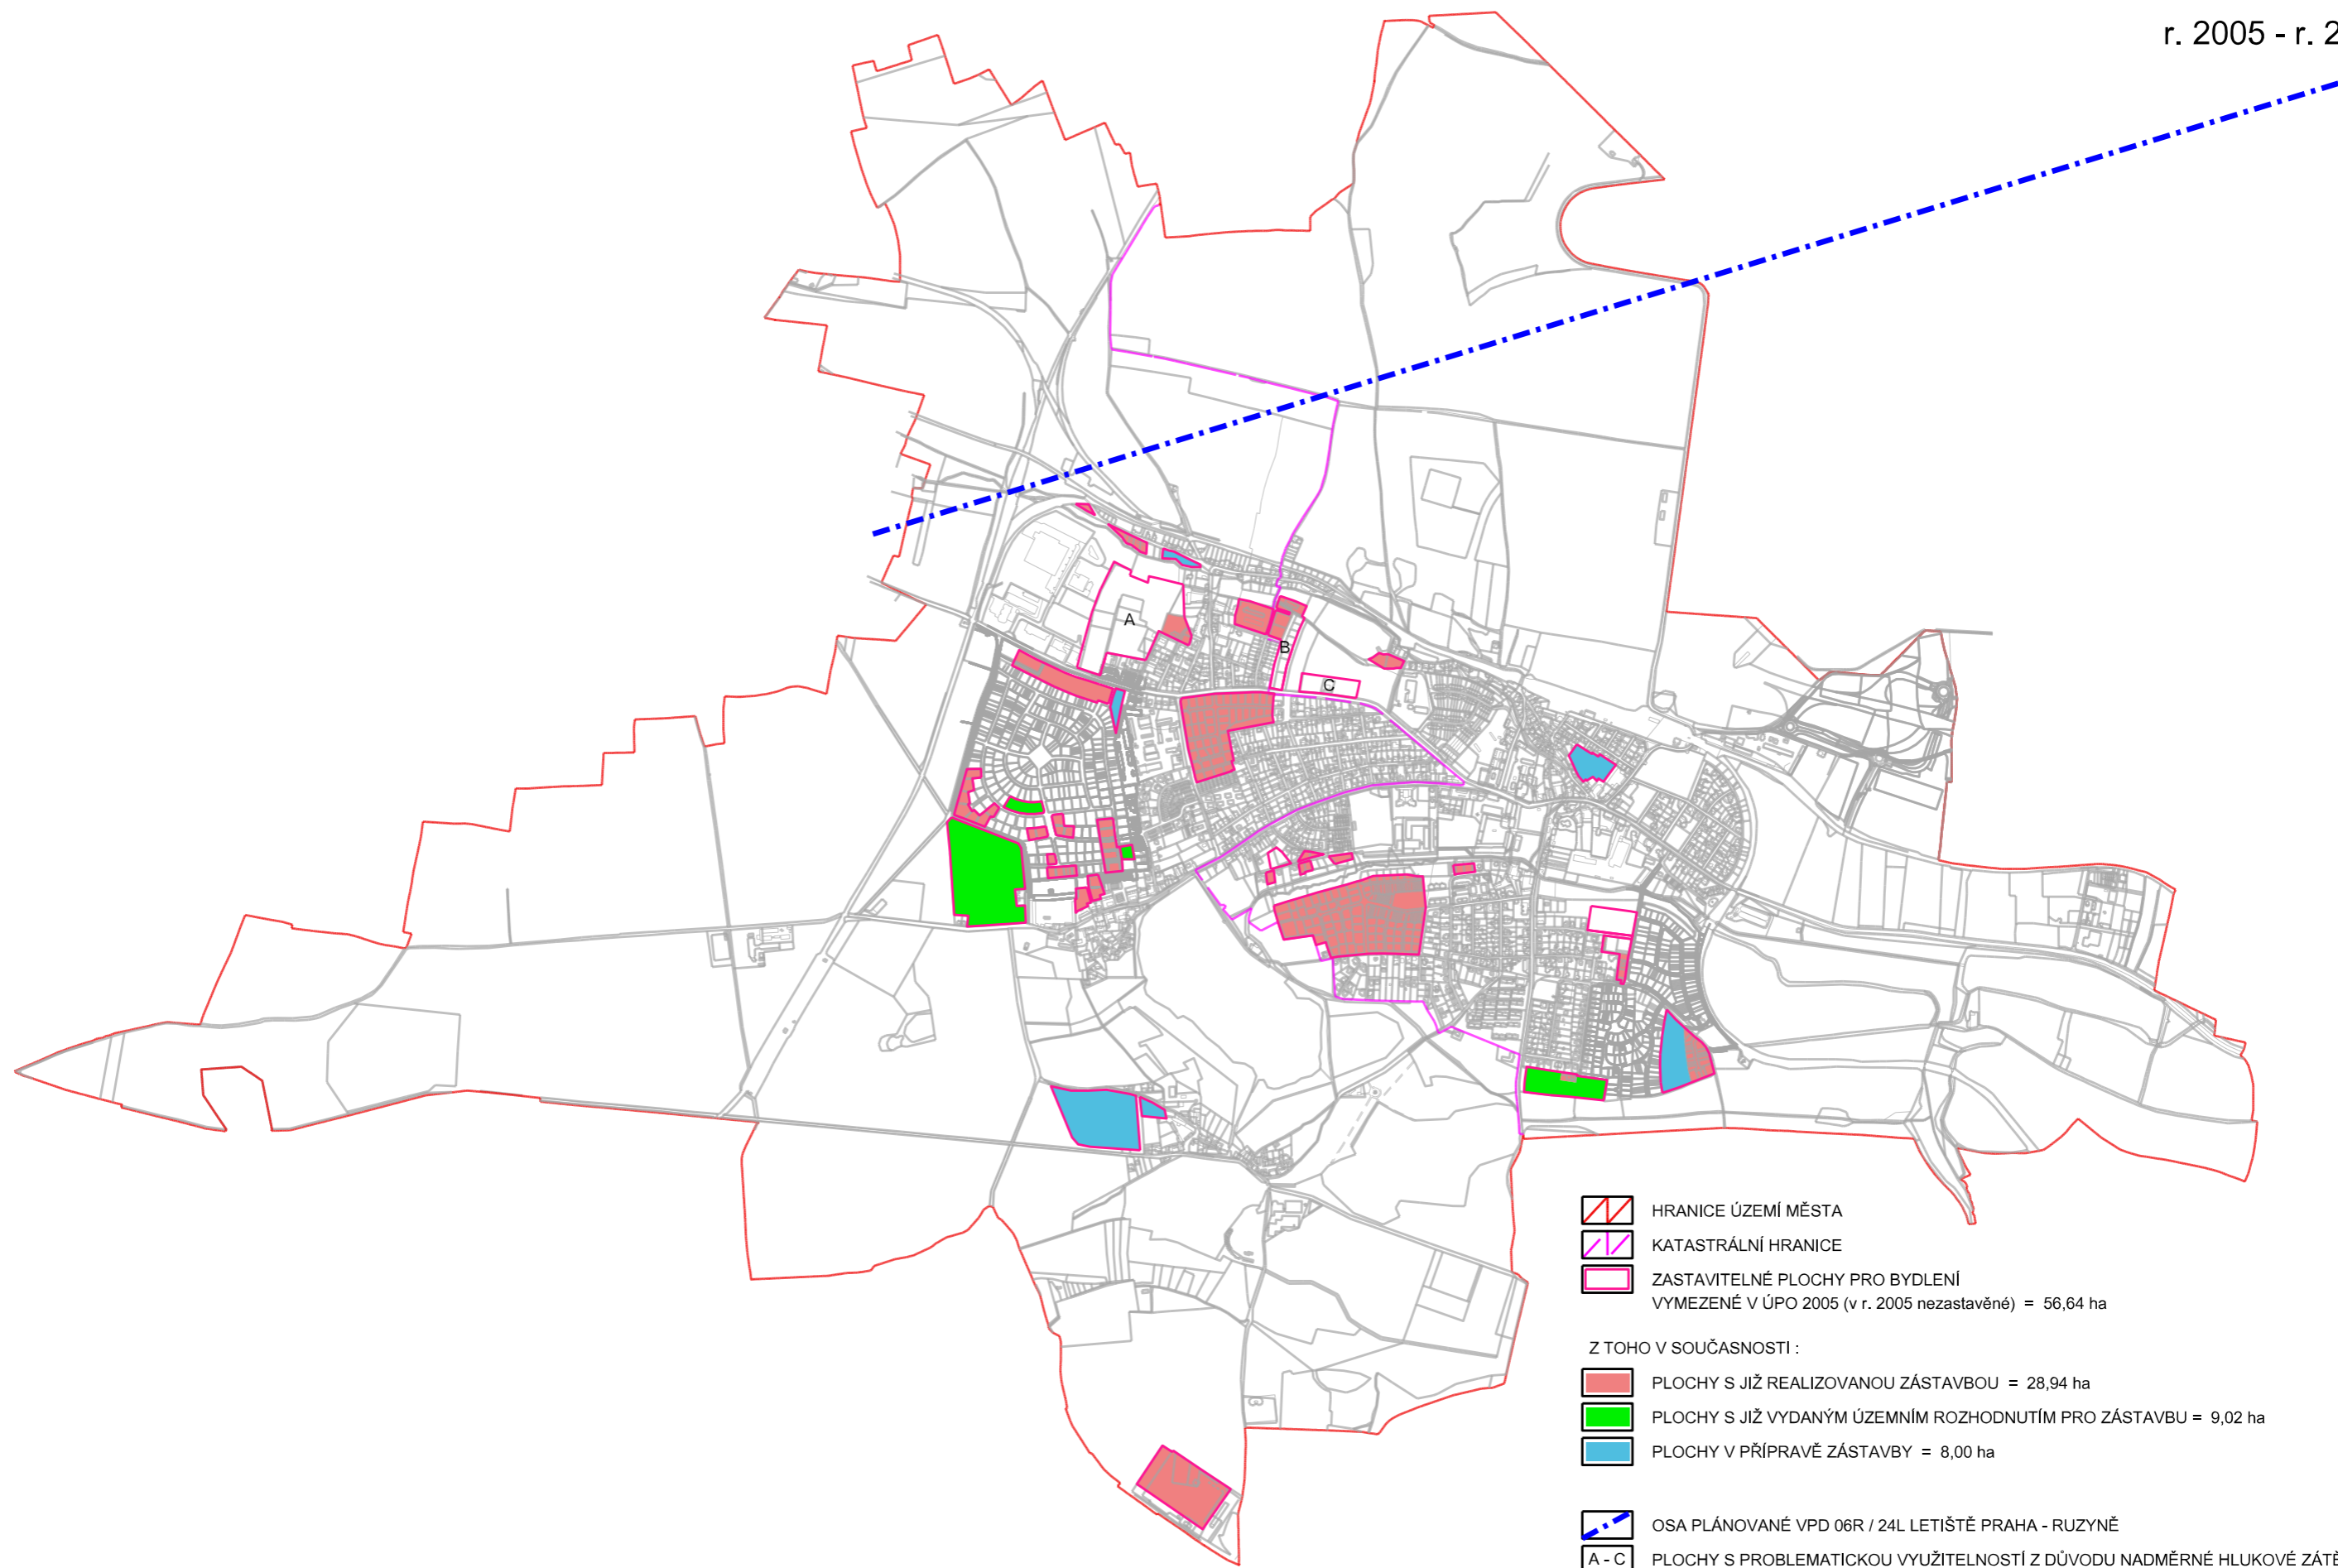 r. 2005 - r. 2
A
B
C
HRANICE ÚZEMÍ MĚSTA
KATASTRÁLNÍ HRANICE
ZASTAVITELNÉ PLOCHY PRO BYDLENÍ
VYMEZENÉ V ÚPO 2005 (v r. 2005 nezastavěné) = 56,64 ha
Z TOHO V SOUČASNOSTI :
PLOCHY S JIŽ REALIZOVANOU ZÁSTAVBOU = 28,94 ha
PLOCHY S JIŽ VYDANÝM ÚZEMNÍM ROZHODNUTÍM PRO ZÁSTAVBU = 9,02 ha
PLOCHY V PŘÍPRAVĚ ZÁSTAVBY = 8,00 ha
OSA PLÁNOVANÉ VPD 06R / 24L LETIŠTĚ PRAHA - RUZYNĚ
A - C PLOCHY S PROBLEMATICKOU VYUŽITELNOSTÍ Z DŮVODU NADMĚRNÉ HLUKOVÉ ZÁTĚ